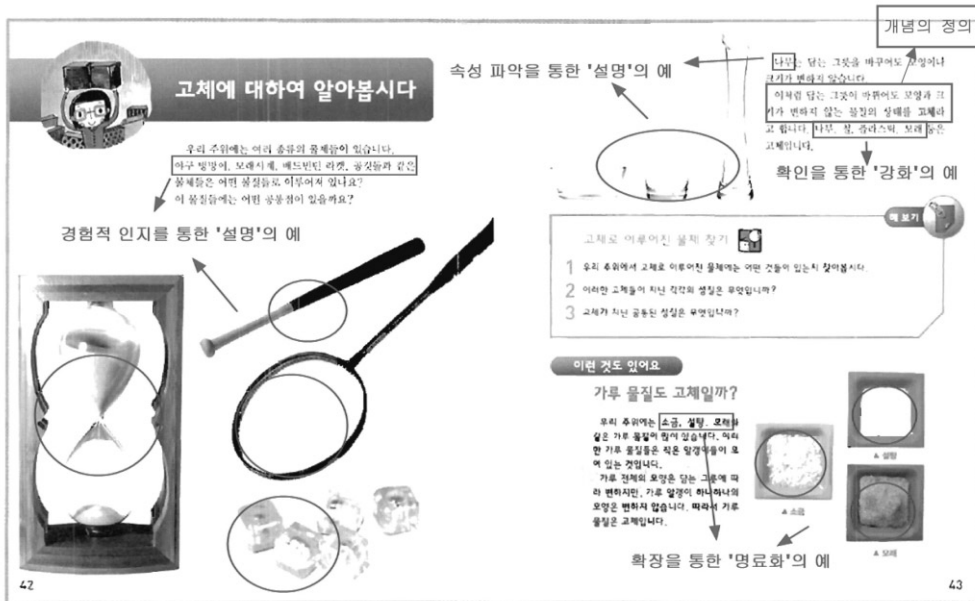 고체에 대하여 알아봅시다
우리 주위에는 여러 종류의 물체들이 있습니다.
야구 방망이, 모래시계, 배드민턴 라켓, 공깃돌과 같은
물체들은 어떤 물질들로 이루어져 있나요?
이 물질들에는 어떤 공통점이 있을까요?
경험적 인지를 통한 '설명'의 예
42
개념의 정의
속성 파악을 통한 '설명'의 예
나무는 담는 그릇을 바꾸어도 모양이나
크기가 변하지 않습니다.
이처럼 담는 그릇이 바뀌어도 모양과 크
기가 변하지 않는 물질의 상태를 고체라
고 합니다. 나무, 철, 플라스틱, 모래 등은
고체입니다.
확인을 통한 '강화'의 예
해 보기
고체로 이루어진 물체 찾기
1 우리 주위에서 고체로 이루어진 물체에는 어떤 것들이 있는지 찾아봅시다.
2 이러한 고체들이 지닌 각각의 성질은 무엇입니까?
3 고체가 지닌 공통된 성질은 무엇입니까?
이런 것도 있어요
가루 물질도 고체일까?
우리 주위에는 소금, 설탕, 모래와
같은 가루 물질이 많이 있습니다. 이러
한 가루 물질들은 작은 알갱이들이 모
여 있는 것입니다.
가루 전체의 모양은 담는 그릇에 따
라 변하지만, 가루 알갱이 하나하나의
모양은 변하지 않습니다. 따라서 가루
물질은 고체입니다.
▲ 설탕
▲ 소금
▲ 모래
확장을 통한 '명료화'의 예
43